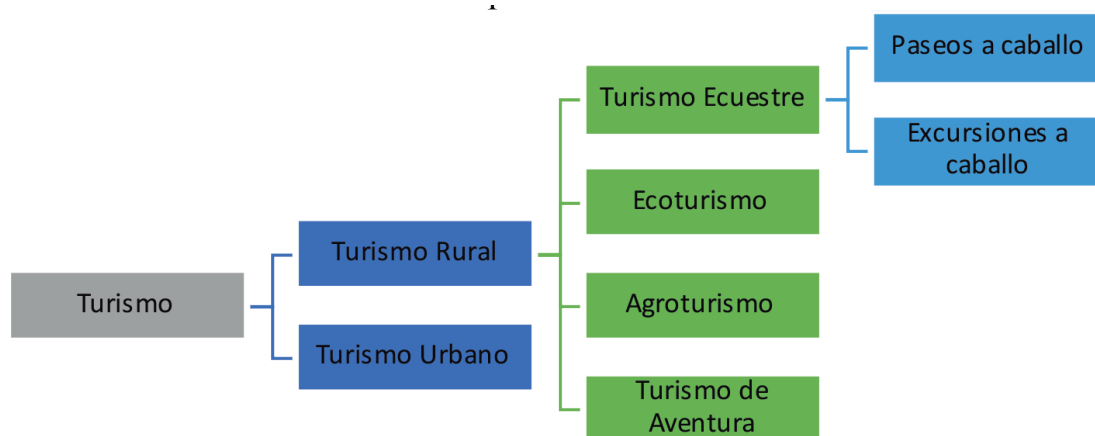 Paseos a caballo
Turismo Ecuestre
Excursiones a
caballo
Ecoturismo
Turismo Rural
Turismo
Agroturismo
Turismo Urbano
Turismo de
Aventura